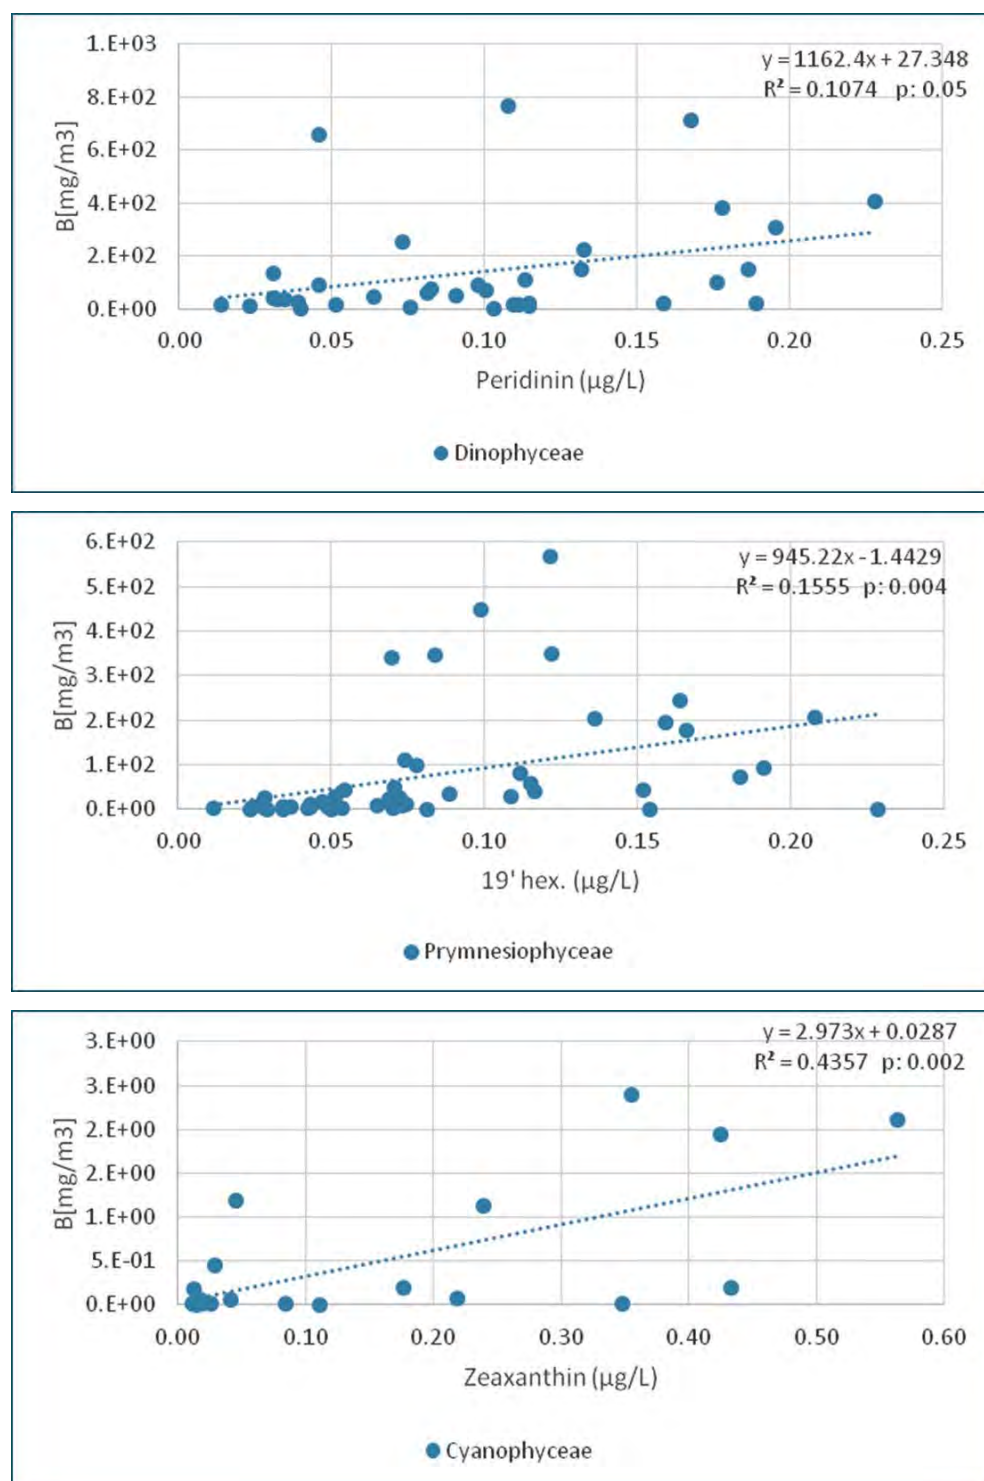 1.E+03
8.E+02
6.E+02
4.E+02
2.E+02
0.E+00
B[mg/m3]
y = 1162.4x + 27.348
R² = 0.1074 p: 0.05
0.00 0.05 0.10 0.15 0.20 0.25
Peridinin (µg/L)
Dinophyceae
6.E+02
5.E+02
4.E+02
3.E+02
2.E+02
1.E+02
0.E+00
B[mg/m3]
y = 945.22x - 1.4429
R² = 0.1555 p: 0.004
0.00 0.05 0.10 0.15 0.20 0.25
19' hex. (µg/L)
Prymnesiophyceae
3.E+00
3.E+00
2.E+00
2.E+00
1.E+00
5.E-01
0.E+00
B[mg/m3]
y = 2.973x + 0.0287
R² = 0.4357 p: 0.002
0.00 0.10 0.20 0.30 0.40 0.50 0.60
Zeaxanthin (µg/L)
Cyanophyceae